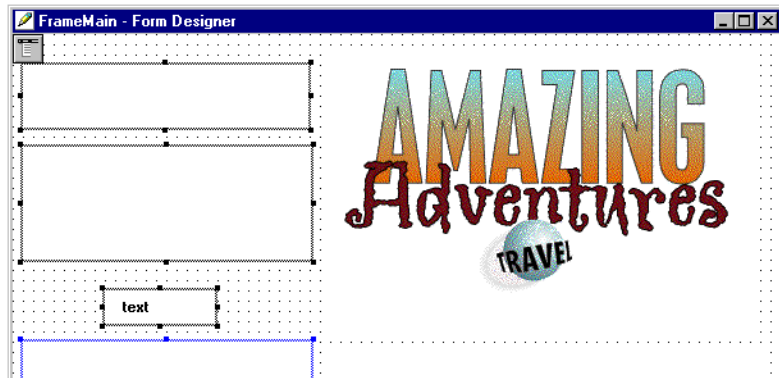 FrameMain - Form Designer
AMAZING
Adventures
TRAVEL
text